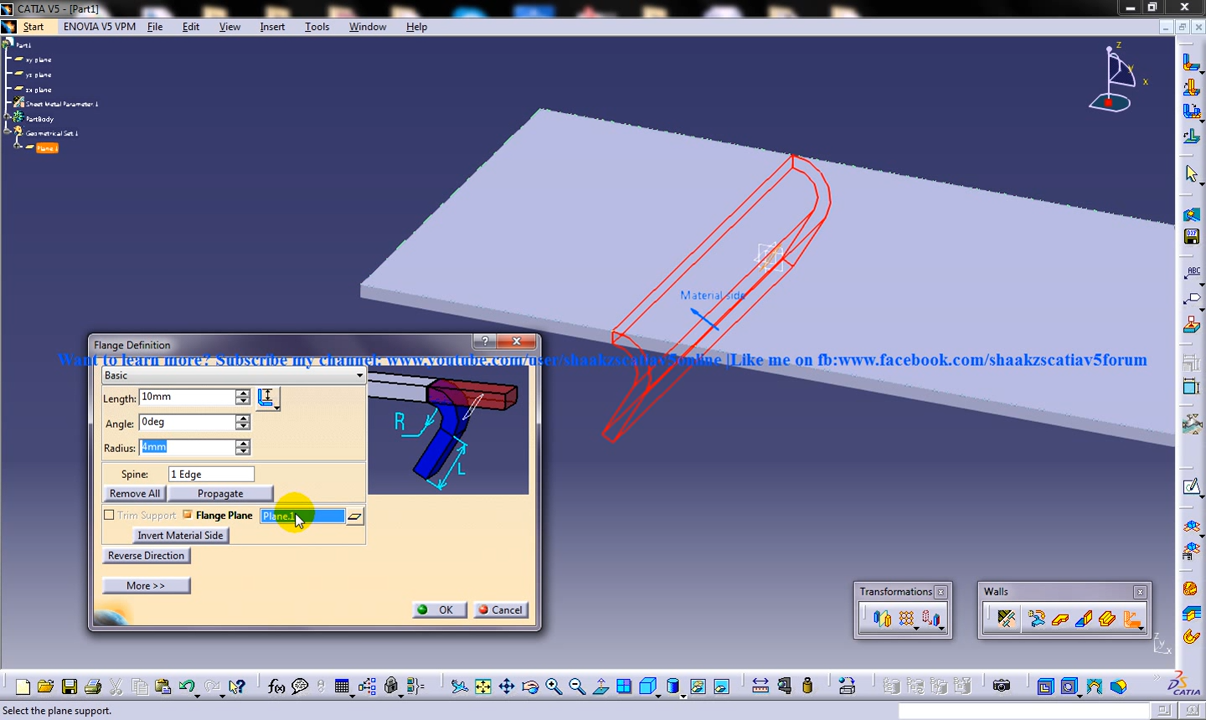 CATIA V5 - [Part1]
Start ENOVIA V5 VPM File Edit View Insert Tools Window Help
Part1
xy plane
yz plane
zx plane
Sheet Metal Parameter.1
PartBody
Geometrical Set.1
Plane.1
z
y
x
Material side
Flange Definition
Want to learn more? Subscribe my channel: www.youtube.com/user/shaakzscatiav5online |Like me on fb:www.facebook.com/shaakzscatiav5forum
Basic
Length: 10mm
Angle: 0deg
Radius: 4mm
R
L
Spine: 1 Edge
Remove All Propagate
Trim Support Flange Plane Plane.1
Invert Material Side
Reverse Direction
More >>
OK Cancel
Transformations
Walls
ABC
f(x)
CATIA
Select the plane support.